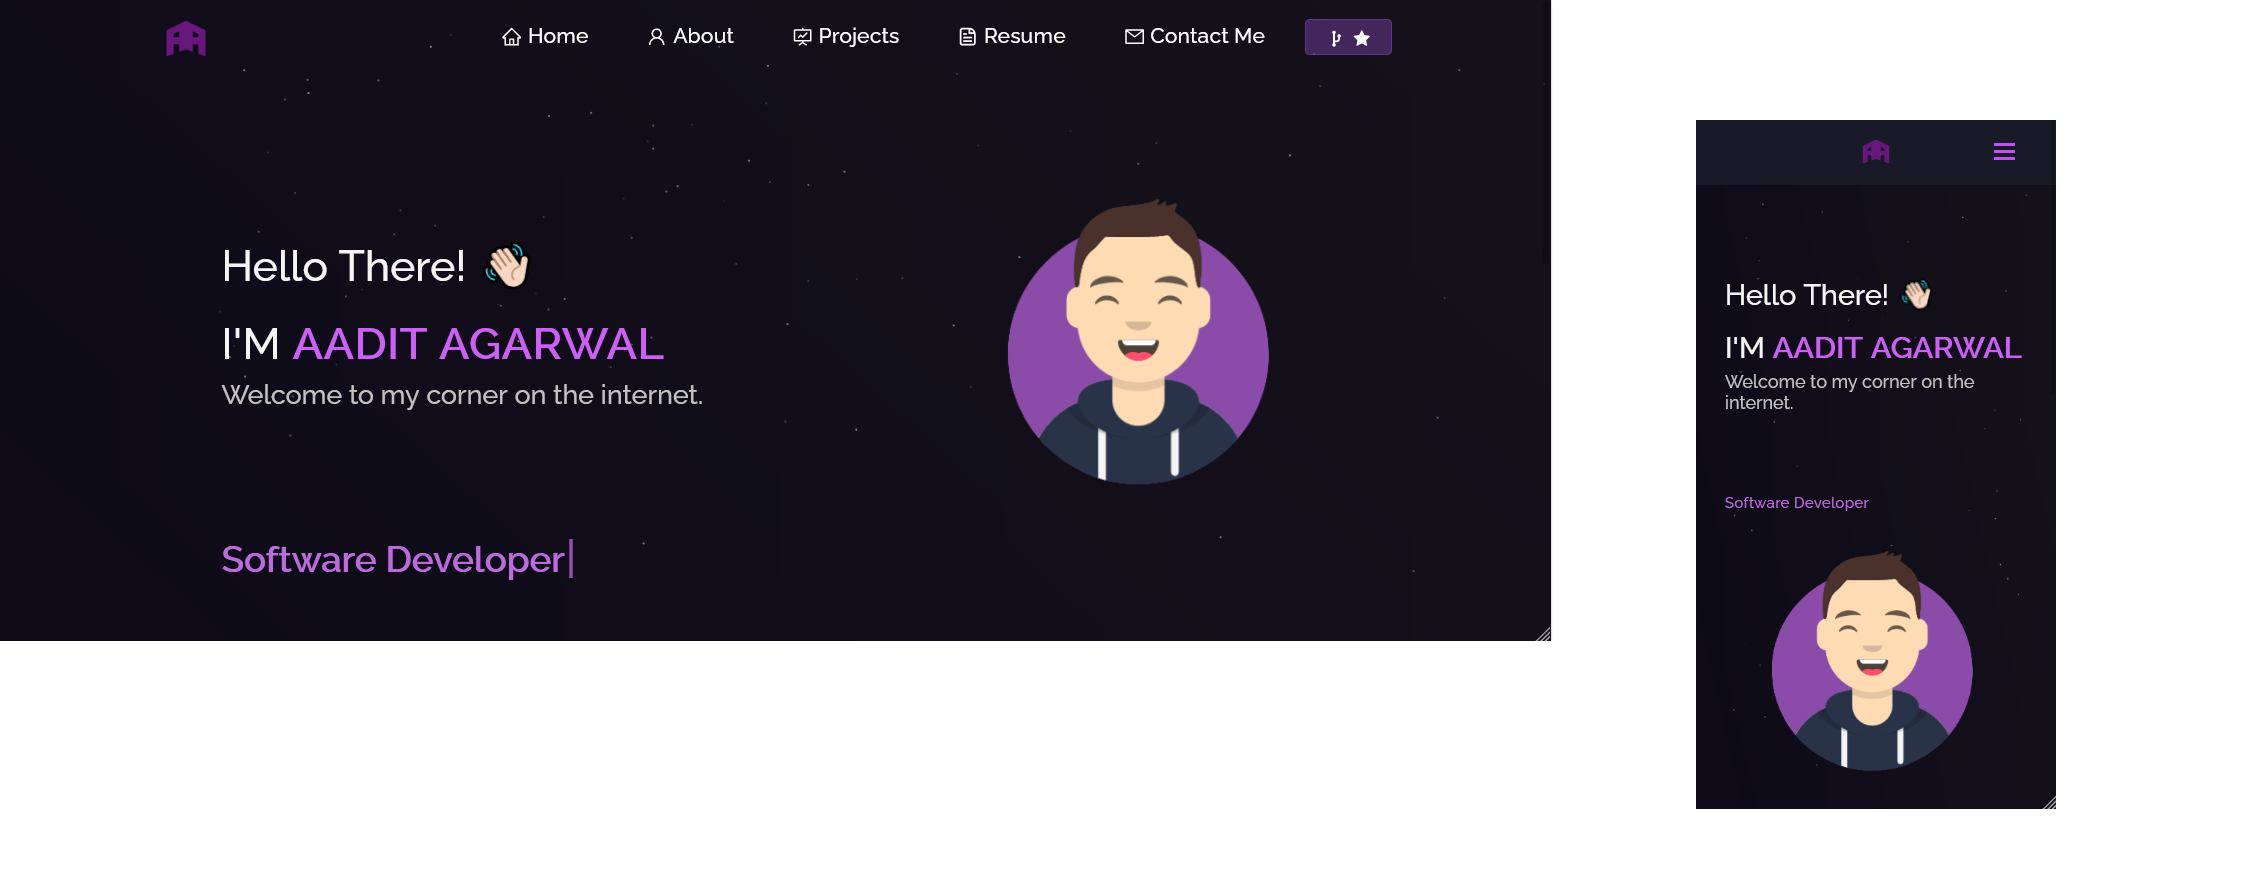 Home About Projects Resume Contact Me
Hello There!
I'M AADIT AGARWAL
Welcome to my corner on the internet.
Software Developer
Hello There!
I'M AADIT AGARWAL
Welcome to my corner on the
internet.
Software Developer